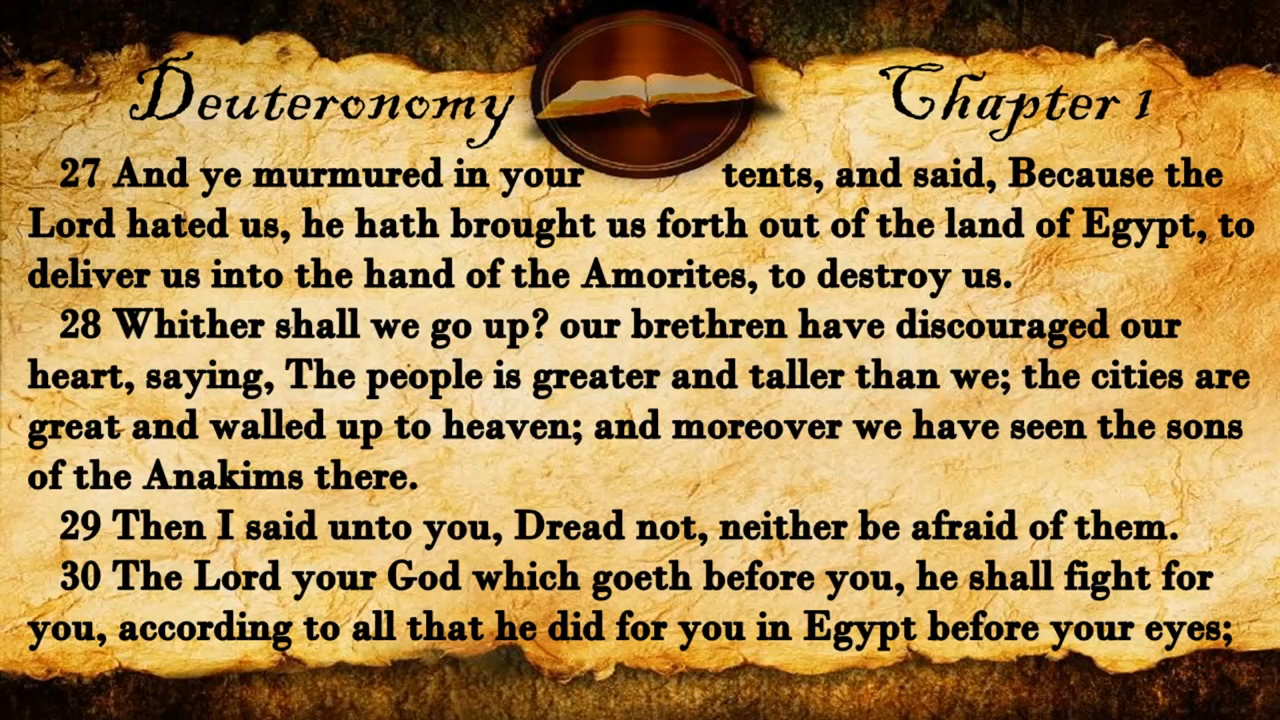 Deuteronomy Chapter 1
27 And ye murmured in your tents, and said, Because the
Lord hated us, he hath brought us forth out of the land of Egypt, to
deliver us into the hand of the Amorites, to destroy us.
28 Whither shall we go up? our brethren have discouraged our
heart, saying, The people is greater and taller than we; the cities are
great and walled up to heaven; and moreover we have seen the sons
of the Anakims there.
29 Then I said unto you, Dread not, neither be afraid of them.
30 The Lord your God which goeth before you, he shall fight for
you, according to all that he did for you in Egypt before your eyes;